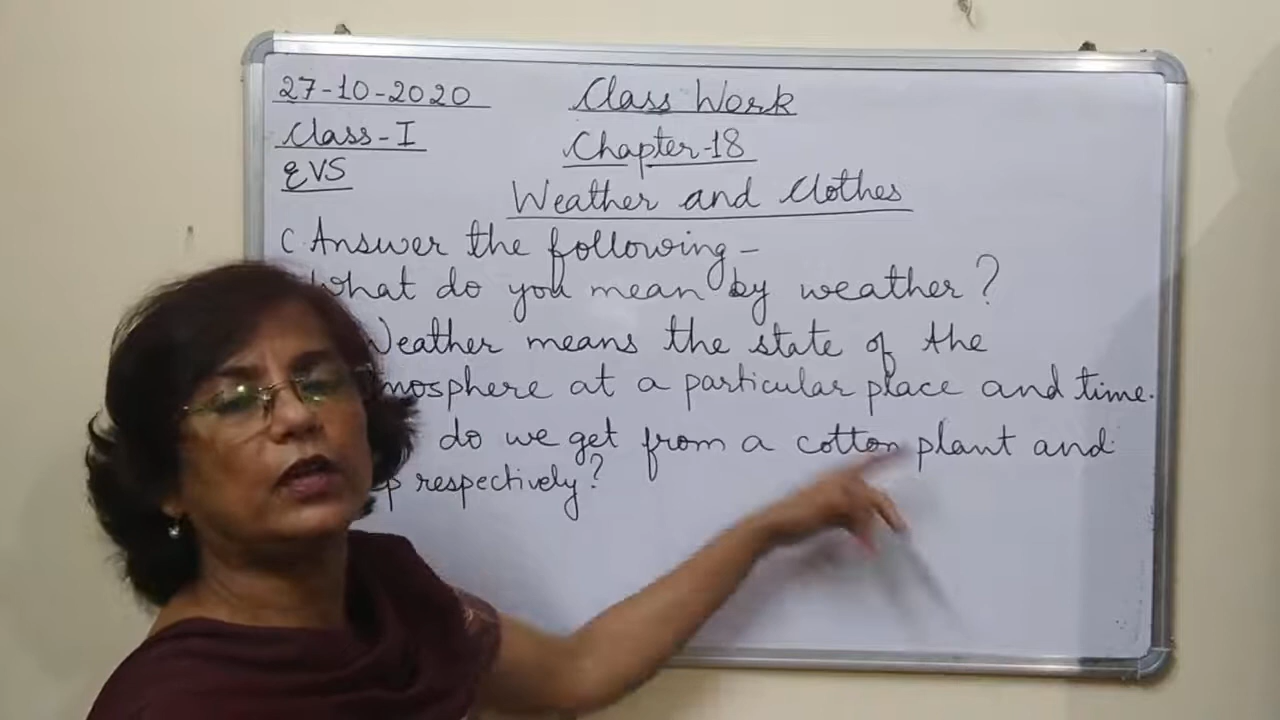 27-10-2020 Class Work
Class-I Chapter-18
EVS
Weather and Clothes
C. Answer the following-
What do you mean by weather?
Weather means the state of the
mosphere at a particular place and time.
do we get from a cotton plant and
p respectively?